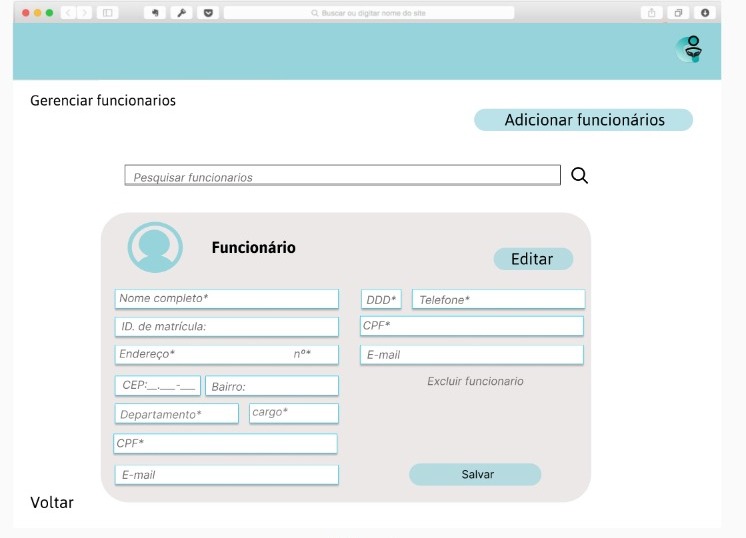 Buscar ou digitar nome do site
Gerenciar funcionarios
Adicionar funcionários
Pesquisar funcionarios
Funcionário
Editar
Nome completo*
DDD* Telefone*
ID. de matrícula:
CPF*
Endereço* nº*
E-mail
CEP:__.___-___ Bairro:
Excluir funcionario
Departamento* cargo*
CPF*
E-mail
Salvar
Voltar